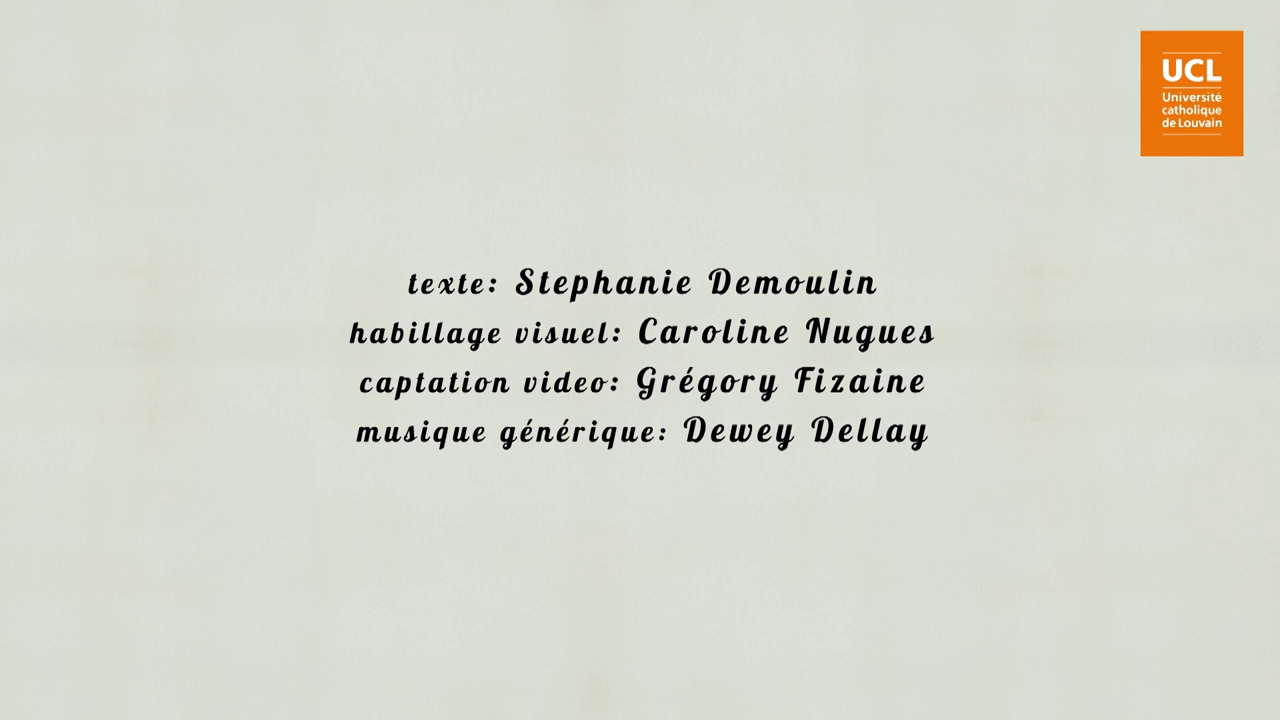 UCL
Université
catholique
de Louvain
texte: Stephanie Demoulin
habillage visuel: Caroline Nugues
captation video: Grégory Fizaine
musique générique: Dewey Dellay